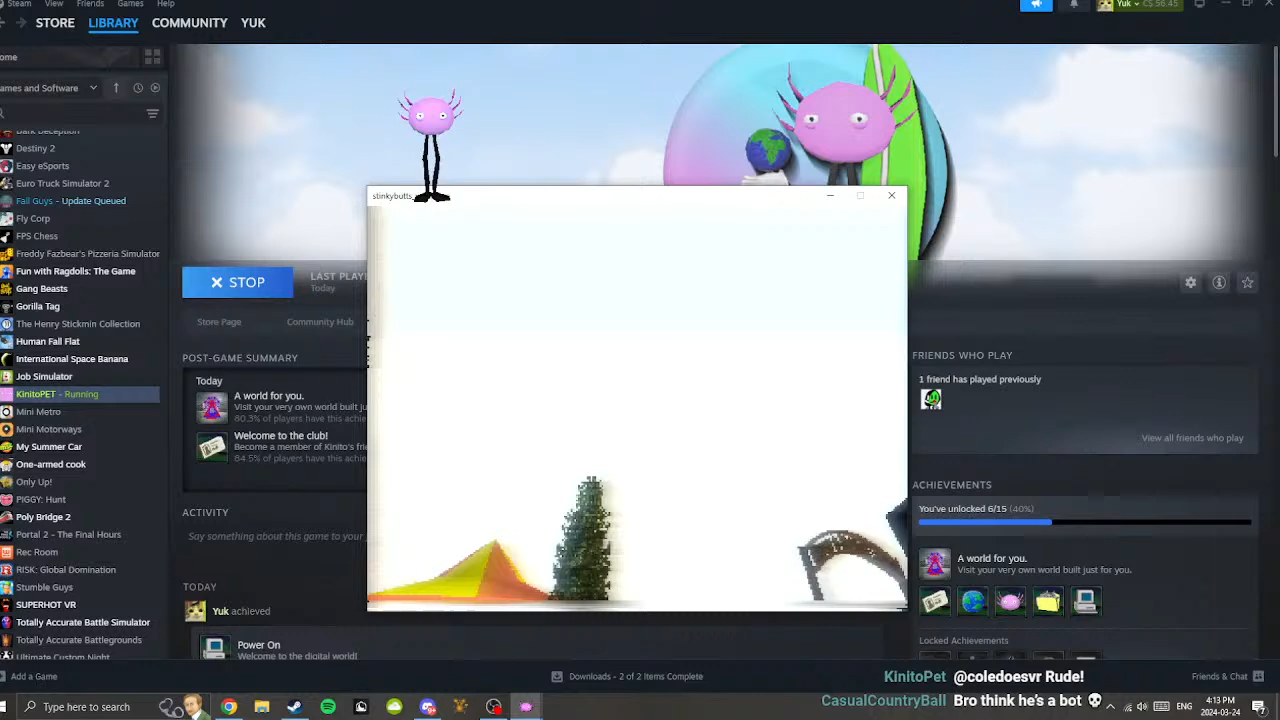 Steam View Friends Games Help
Yuk C$ 56.45
STORE LIBRARY COMMUNITY YUK
ome
ames and Software
Dark Deception
Destiny 2
Easy eSports
Euro Truck Simulator 2
Fall Guys - Update Queued
Fly Corp
FPS Chess
Freddy Fazbear's Pizzeria Simulator
Fun with Ragdolls: The Game
Gang Beasts
Gorilla Tag
The Henry Stickmin Collection
Human Fall Flat
International Space Banana
Job Simulator
KinitoPET - Running
Mini Metro
Mini Motorways
My Summer Car
One-armed cook
Only Up!
PIGGY: Hunt
Poly Bridge 2
Portal 2 - The Final Hours
Rec Room
RISK: Global Domination
Stumble Guys
SUPERHOT VR
Totally Accurate Battle Simulator
Totally Accurate Battlegrounds
Ultimate Custom Night
Add a Game
stinkybutts
STOP
LAST PLAYE
Today
Store Page Community Hub
POST-GAME SUMMARY
Today
A world for you.
Visit your very own world built jus
60.3% of players have this achie
Welcome to the club!
Become a member of Kinito's frie
84.5% of players have this achie
ACTIVITY
Say something about this game to your
TODAY
Yuk achieved
Power On
Welcome to the digital world!
FRIENDS WHO PLAY
1 friend has played previously
View all friends who play
ACHIEVEMENTS
You've unlocked 6/15 (40%)
A world for you.
Visit your very own world built just for you.
Locked Achievements
Downloads - 2 of 2 Items Complete
KinitoPet @coledoesvr Rude!
Friends & Chat
CasualCountryBall Bro think he's a bot 💀
Type here to search
ENG
4:13 PM
2024-03-24